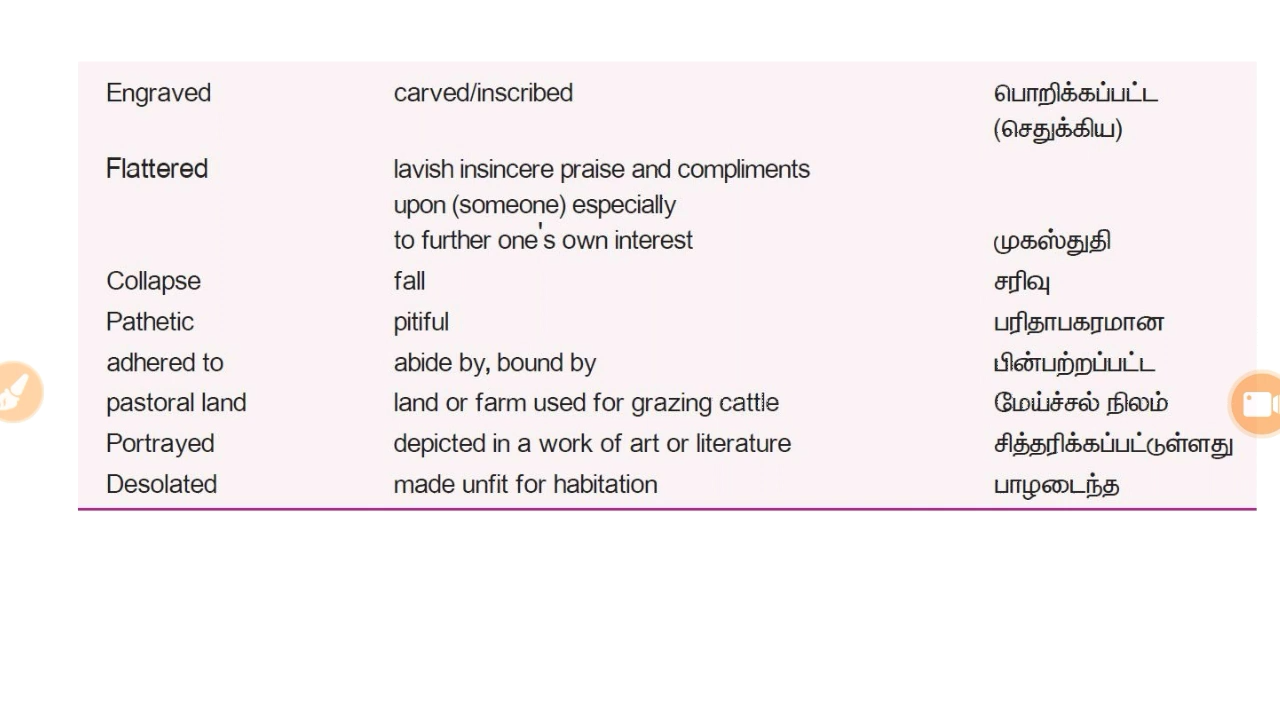 Engraved carved/inscribed பொறிக்கப்பட்ட
(செதுக்கிய)
Flattered lavish insincere praise and compliments
upon (someone) especially
to further one's own interest முகஸ்துதி
Collapse fall சரிவு
Pathetic pitiful பரிதாபகரமான
adhered to abide by, bound by பின்பற்றப்பட்ட
pastoral land land or farm used for grazing cattle மேய்ச்சல் நிலம்
Portrayed depicted in a work of art or literature சித்தரிக்கப்பட்டுள்ளது
Desolated made unfit for habitation பாழடைந்த